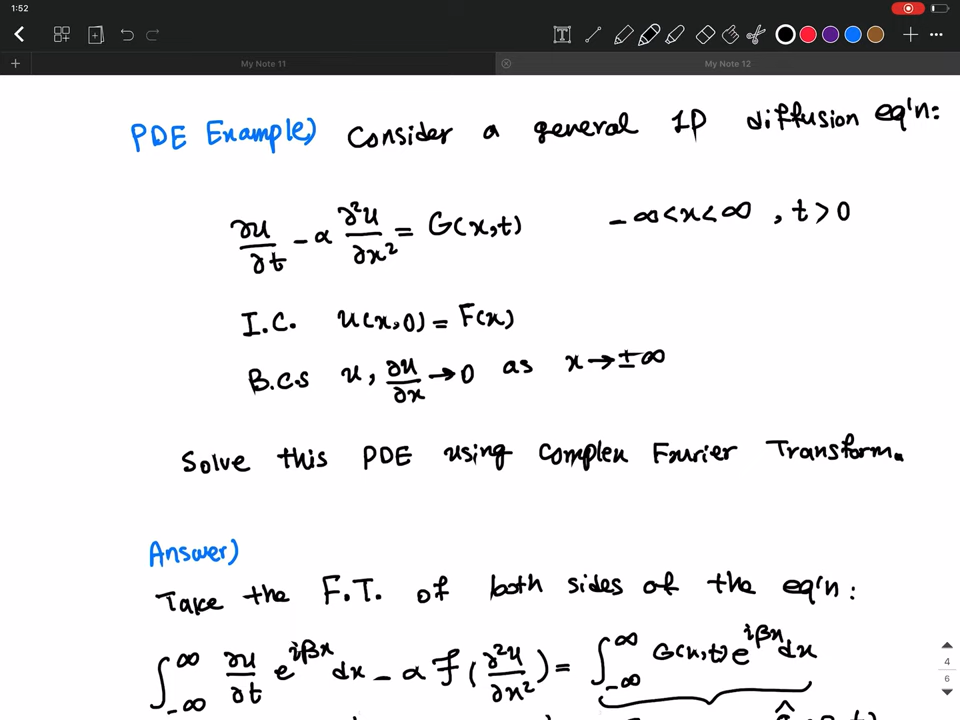 1:52
My Note 11
My Note 12
PDE Example) Consider a general 1D diffusion eq'n:
∂u/∂t - α ∂²u/∂x² = G(x,t) -∞<x<∞ , t>0
I.C. u(x,0) = F(x)
B.Cs u, ∂u/∂x → 0 as x → ±∞
Solve this PDE using Complex Fourier Transform.
Answer)
Take the F.T. of both sides of the eq'n:
∫_{-∞}^{∞} ∂u/∂t e^{iβx} dx - α ℱ(∂²u/∂x²) = ∫_{-∞}^{∞} G(x,t) e^{iβx} dx
4
6